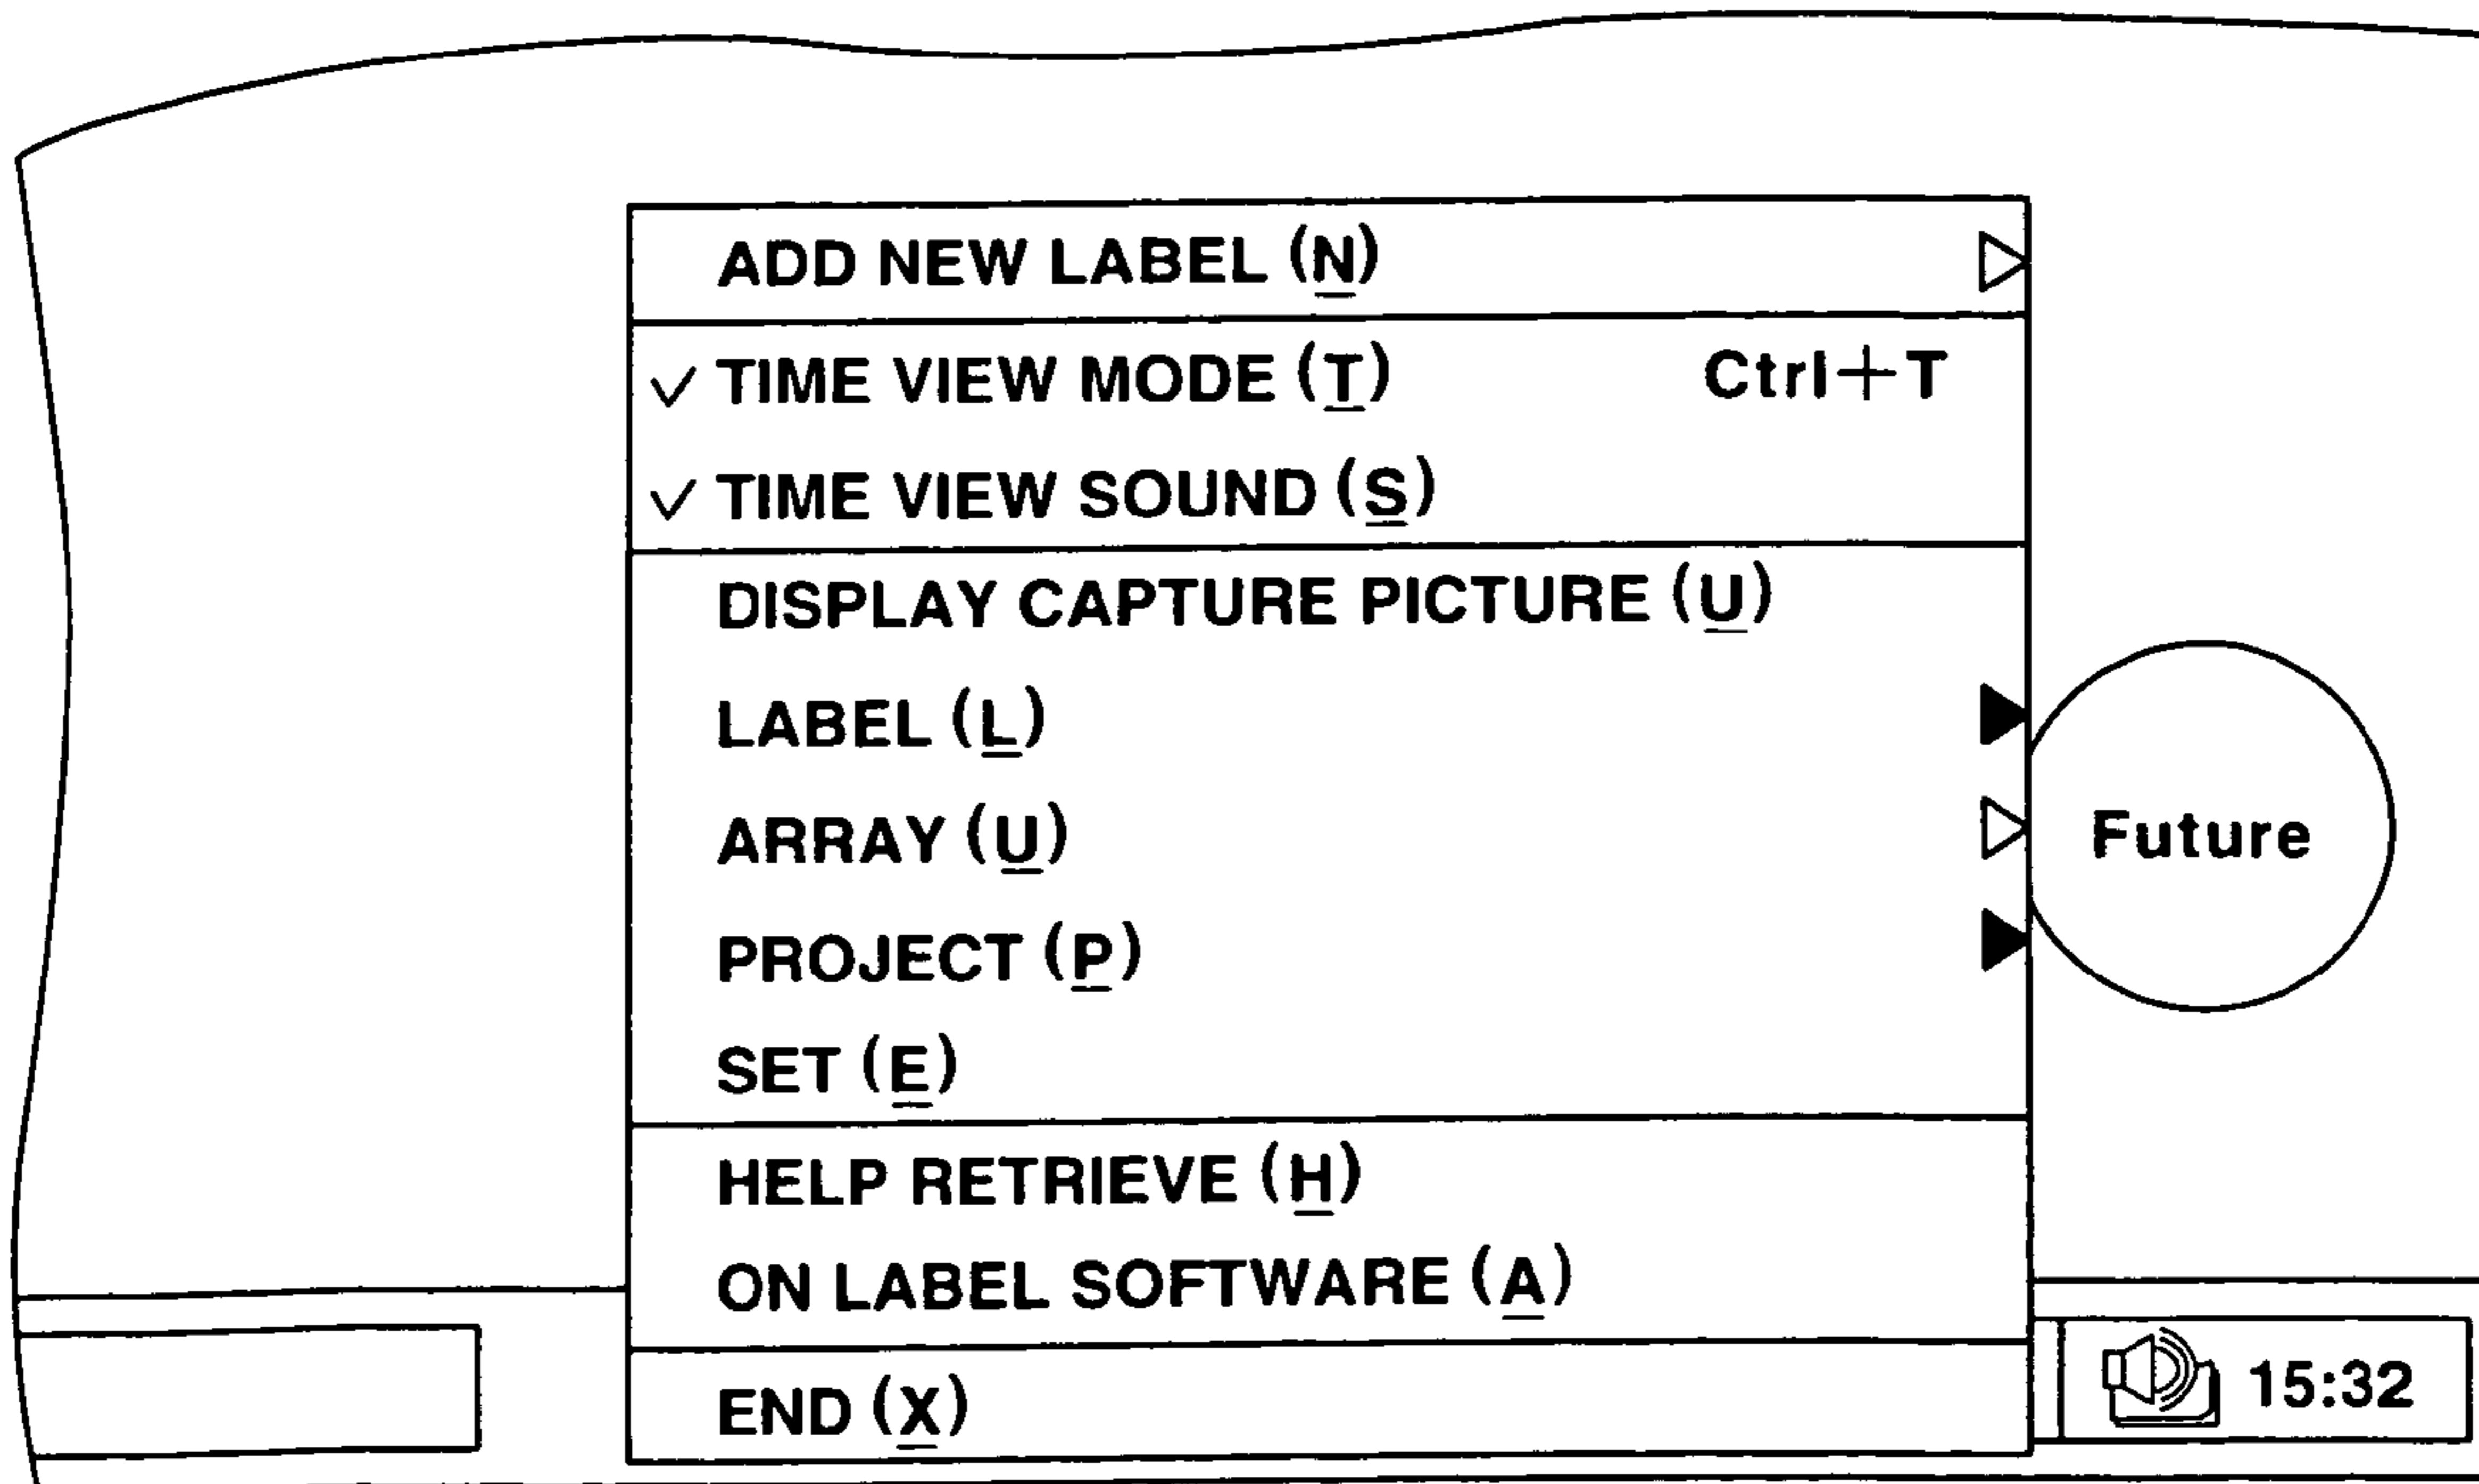 ADD NEW LABEL (N)
✓ TIME VIEW MODE (T) Ctrl+T
✓ TIME VIEW SOUND (S)
DISPLAY CAPTURE PICTURE (U)
LABEL (L)
ARRAY (U)
Future
PROJECT (P)
SET (E)
HELP RETRIEVE (H)
ON LABEL SOFTWARE (A)
END (X)
15:32